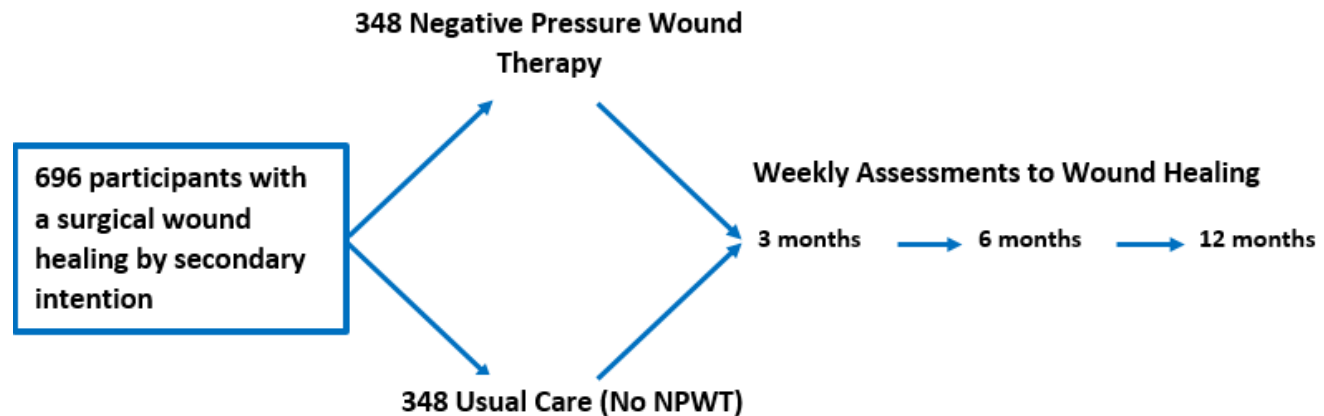 348 Negative Pressure Wound
Therapy
696 participants with
a surgical wound
healing by secondary
intention
Weekly Assessments to Wound Healing
3 months
6 months
12 months
348 Usual Care (No NPWT)